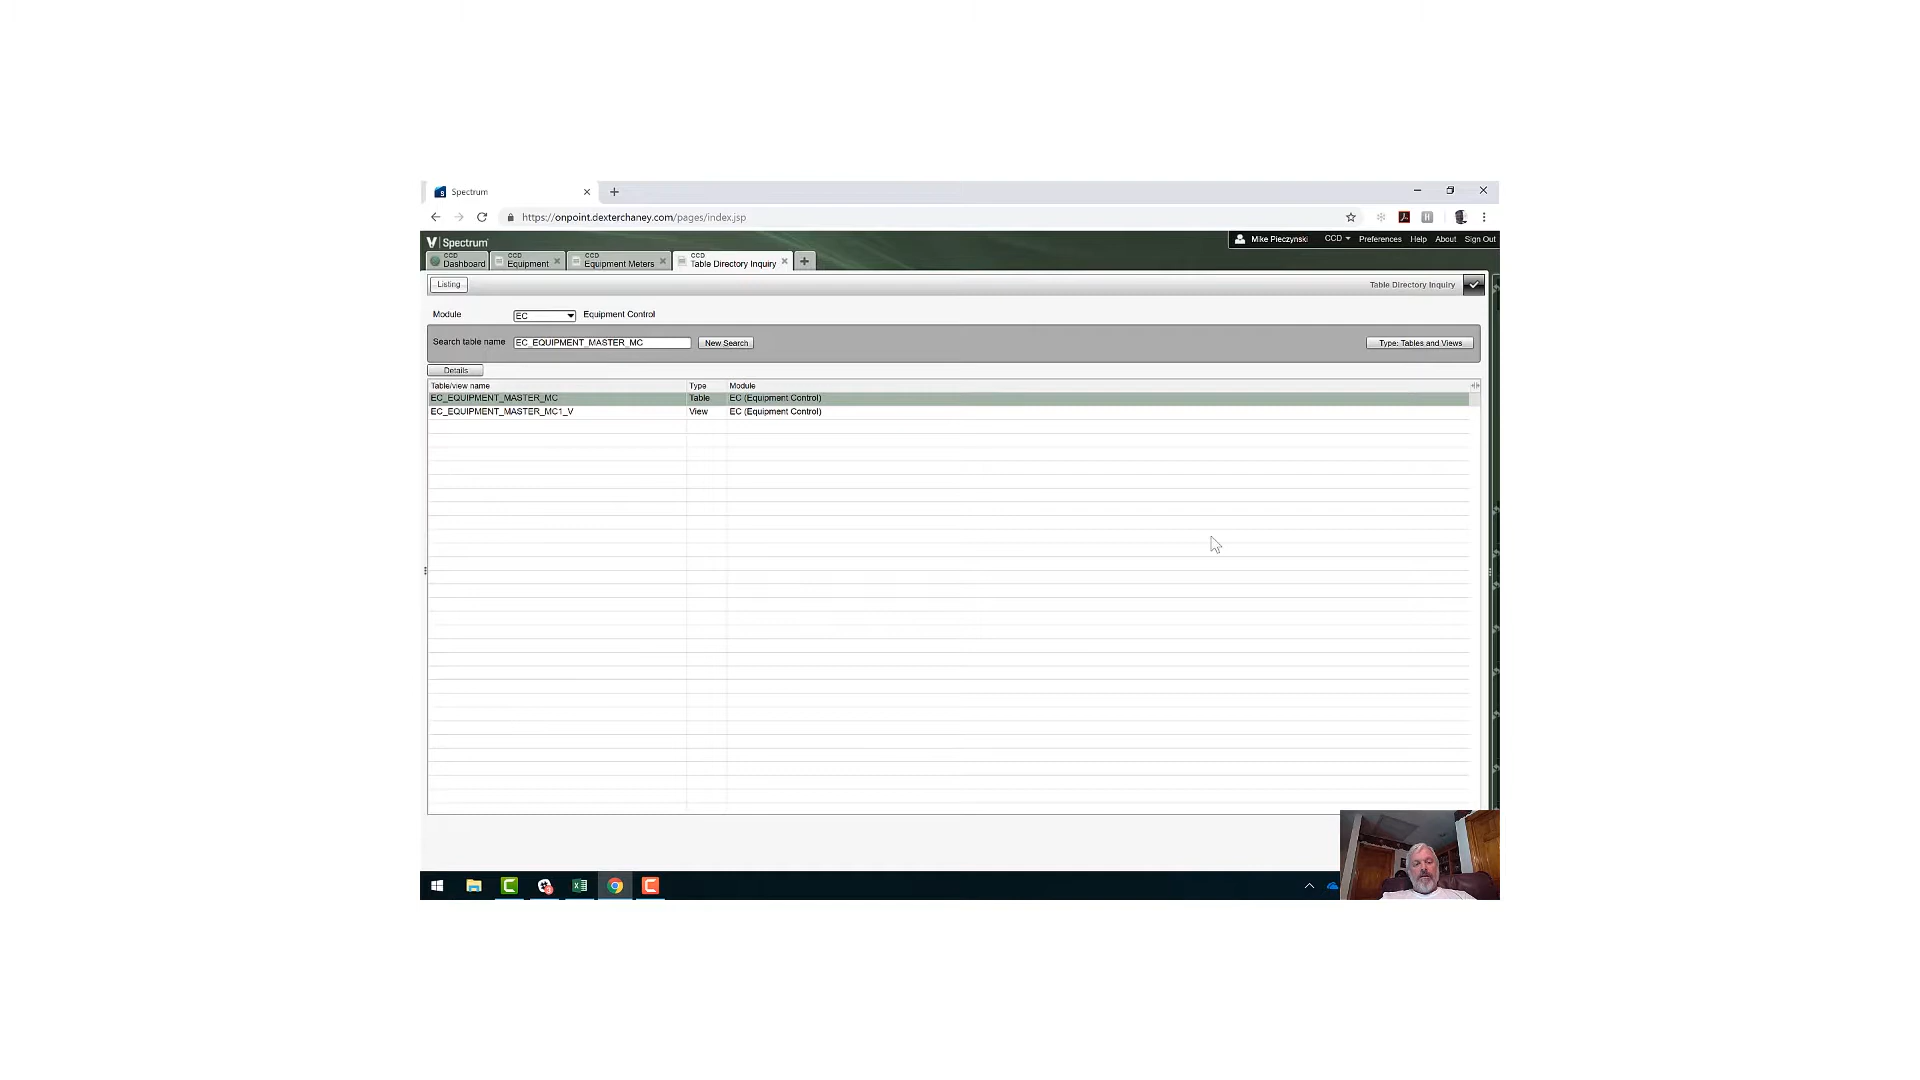 Spectrum
https://onpoint.dexterchaney.com/pages/index.jsp
Spectrum
Mike Pieczynski CCD Preferences Help About Sign Out
CCD CCD CCD CCD
Dashboard Equipment Equipment Meters Table Directory Inquiry
Listing Table Directory Inquiry
Module EC Equipment Control
Search table name EC_EQUIPMENT_MASTER_MC New Search Type: Tables and Views
Details
Table/view name Type Module
EC_EQUIPMENT_MASTER_MC Table EC (Equipment Control)
EC_EQUIPMENT_MASTER_MC1_V View EC (Equipment Control)